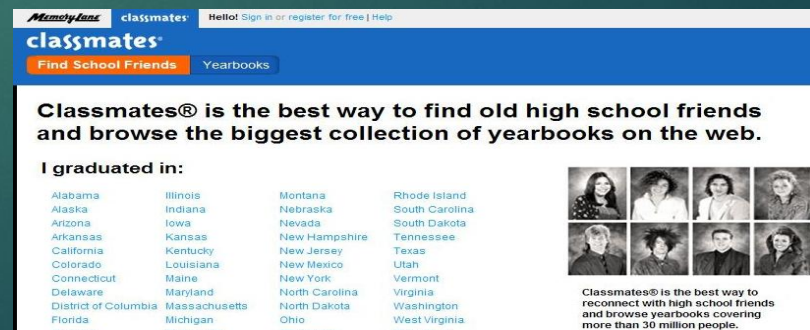 MemoryLane classmates Hello! Sign in or register for free | Help
classmates®
Find School Friends Yearbooks
Classmates® is the best way to find old high school friends
and browse the biggest collection of yearbooks on the web.
I graduated in:
Alabama Illinois Montana Rhode Island
Alaska Indiana Nebraska South Carolina
Arizona Iowa Nevada South Dakota
Arkansas Kansas New Hampshire Tennessee
California Kentucky New Jersey Texas
Colorado Louisiana New Mexico Utah
Connecticut Maine New York Vermont
Delaware Maryland North Carolina Virginia
District of Columbia Massachusetts North Dakota Washington
Florida Michigan Ohio West Virginia
Classmates® is the best way to
reconnect with high school friends
and browse yearbooks covering
more than 30 million people.